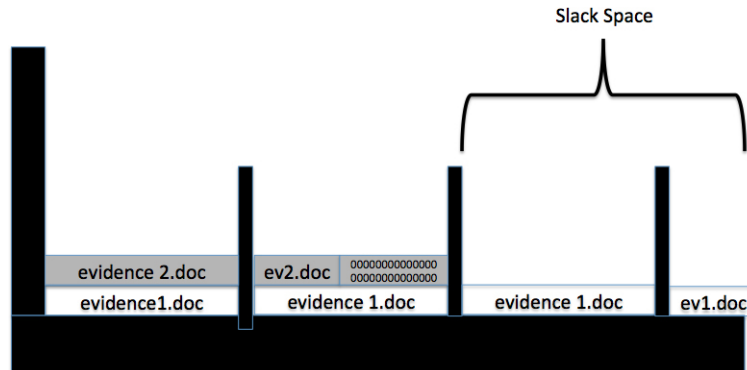 Slack Space
evidence 2.doc
ev2.doc
00000000000000
00000000000000
evidence1.doc
evidence 1.doc
evidence 1.doc
ev1.doc